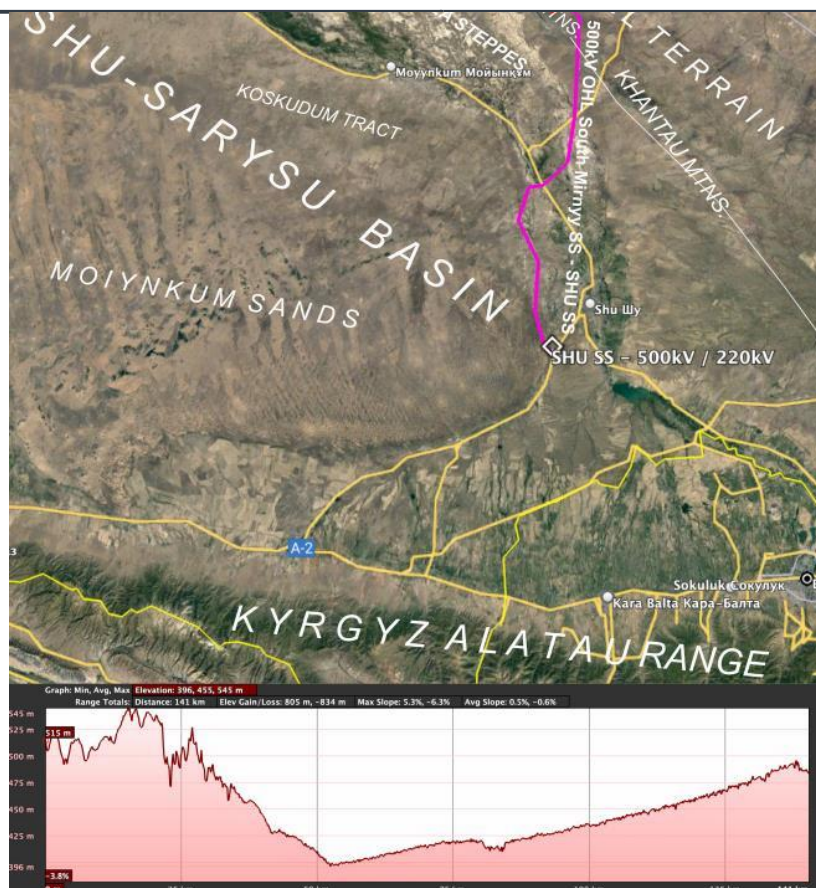 SHU-SARYSU BASIN
A STEPPES
MTNS.
L TERRAIN
Moyynkum Мойынқұм
KOSKUDUM TRACT
500kV OHL South Mirnyy SS - SHU SS
KHANTAU MTNS.
MOIYNKUM SANDS
Shu Шу
SHU SS – 500kV / 220kV
A-2
3
Sokuluk Сокулук
Kara Balta Кара-Балта
KYRGYZ ALATAU RANGE
Graph: Min, Avg, Max Elevation: 396, 455, 545 m
Range Totals: Distance: 141 km Elev Gain/Loss: 805 m, -834 m Max Slope: 5.3%, -6.3% Avg Slope: 0.5%, -0.6%
545 m
515 m
525 m
500 m
475 m
450 m
425 m
396 m
-3.8%